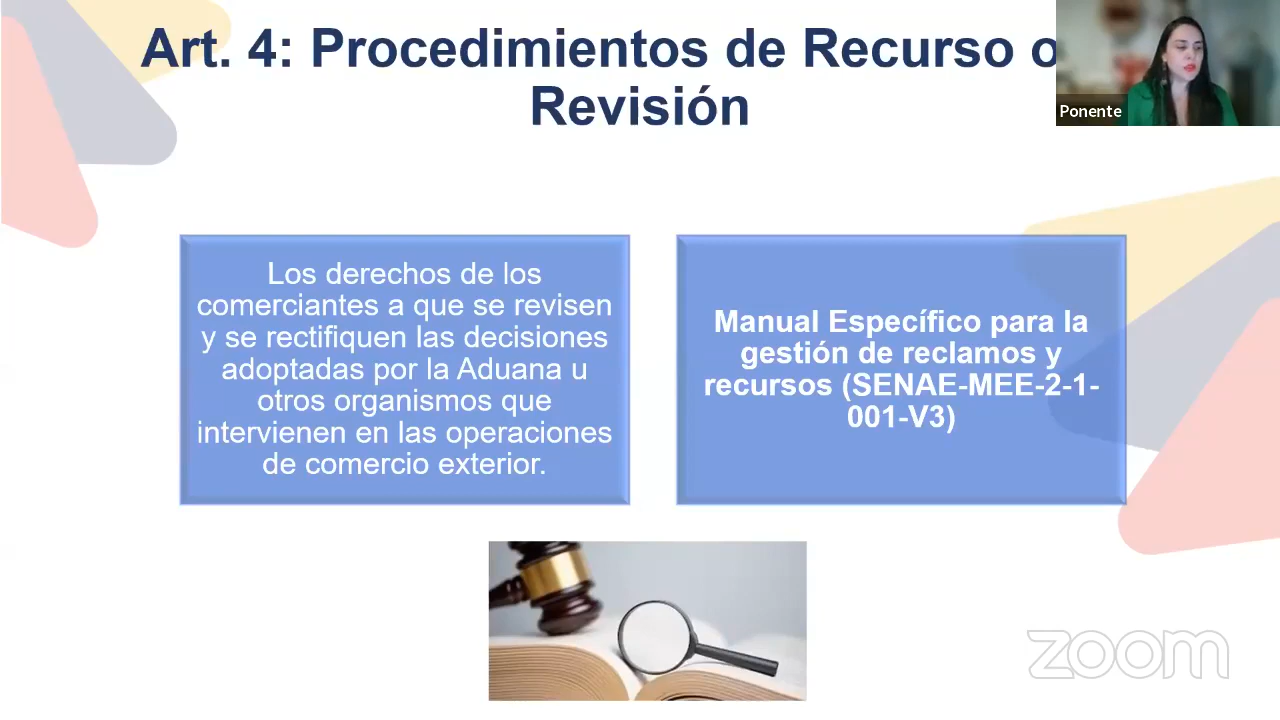 Art. 4: Procedimientos de Recurso o
Revisión
Ponente
Los derechos de los
comerciantes a que se revisen
y se rectifiquen las decisiones
adoptadas por la Aduana u
otros organismos que
intervienen en las operaciones
de comercio exterior.
Manual Específico para la
gestión de reclamos y
recursos (SENAE-MEE-2-1-
001-V3)
zoom